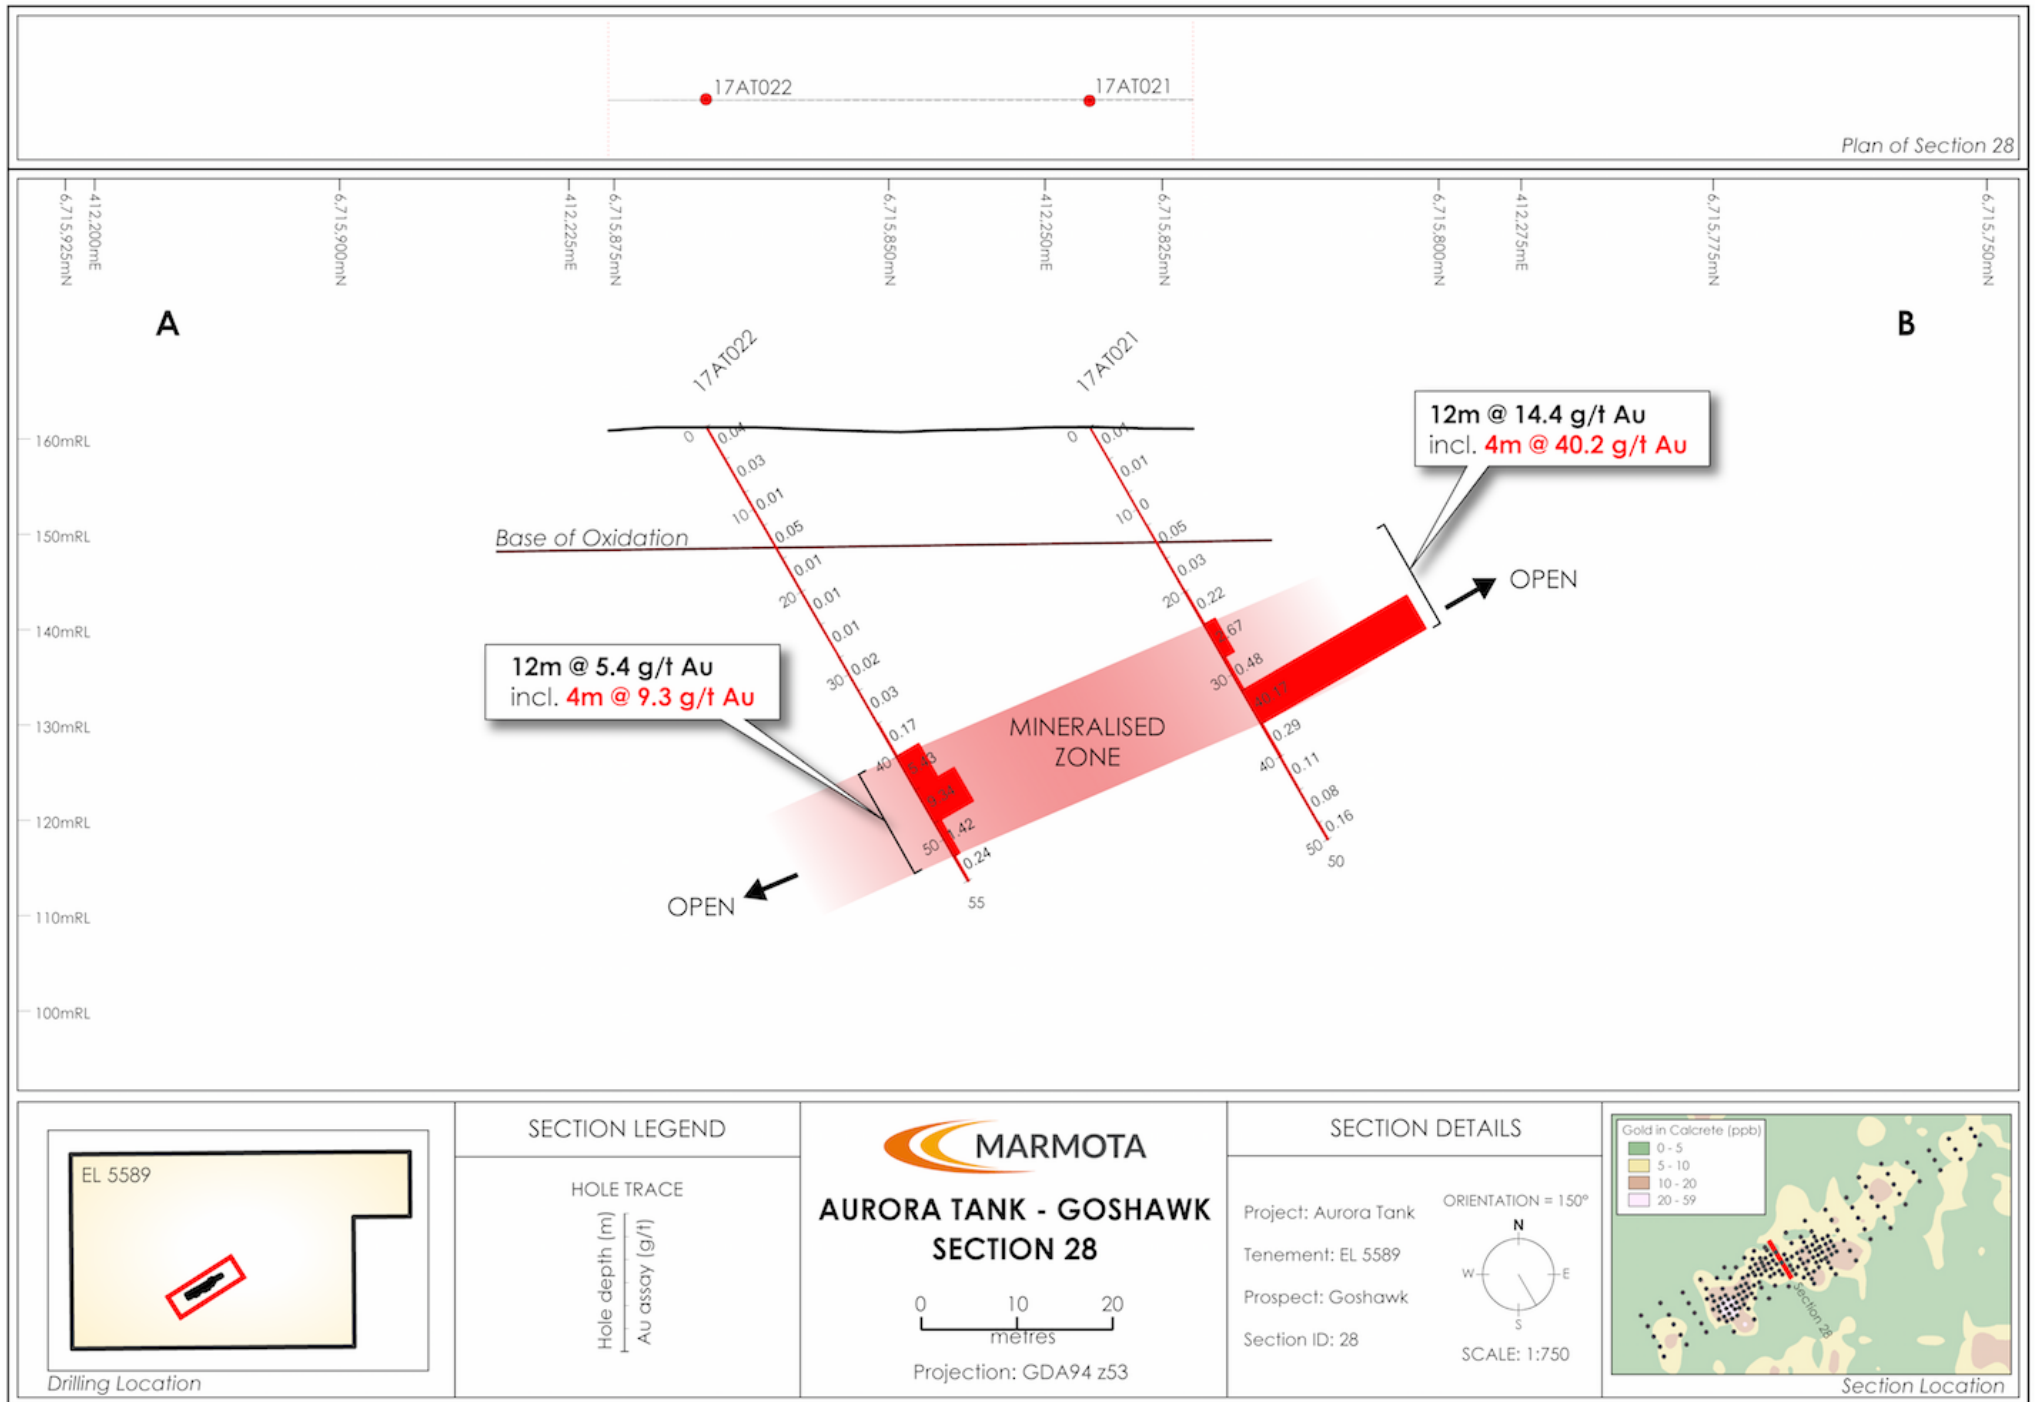 17AT022
17AT021
Plan of Section 28
6,715,925mN
412,200mE
6,715,900mN
412,225mE
6,715,875mN
6,715,850mN
412,250mE
6,715,825mN
6,715,800mN
412,275mE
6,715,775mN
6,715,750mN
A
B
17AT022
17AT021
160mRL
150mRL
140mRL
130mRL
120mRL
110mRL
100mRL
12m @ 14.4 g/t Au
incl. 4m @ 40.2 g/t Au
Base of Oxidation
OPEN
12m @ 5.4 g/t Au
incl. 4m @ 9.3 g/t Au
MINERALISED
ZONE
OPEN
0
10
20
30
40
50
0.04
0.03
0.01
0.05
0.01
0.01
0.01
0.02
0.03
0.17
5.43
9.34
1.42
0.24
55
0
10
20
30
40
50
0.01
0.01
0
0.05
0.03
0.22
0.48
40.17
0.29
0.11
0.08
0.16
50
EL 5589
Drilling Location
SECTION LEGEND
HOLE TRACE
Hole depth (m)
Au assay (g/t)
MARMOTA
AURORA TANK - GOSHAWK
SECTION 28
0 10 20
metres
Projection: GDA94 z53
SECTION DETAILS
Project: Aurora Tank
Tenement: EL 5589
Prospect: Goshawk
Section ID: 28
ORIENTATION = 150°
N
W
E
S
SCALE: 1:750
Gold in Calcrete (ppb)
0 - 5
5 - 10
10 - 20
20 - 59
Section 28
Section Location